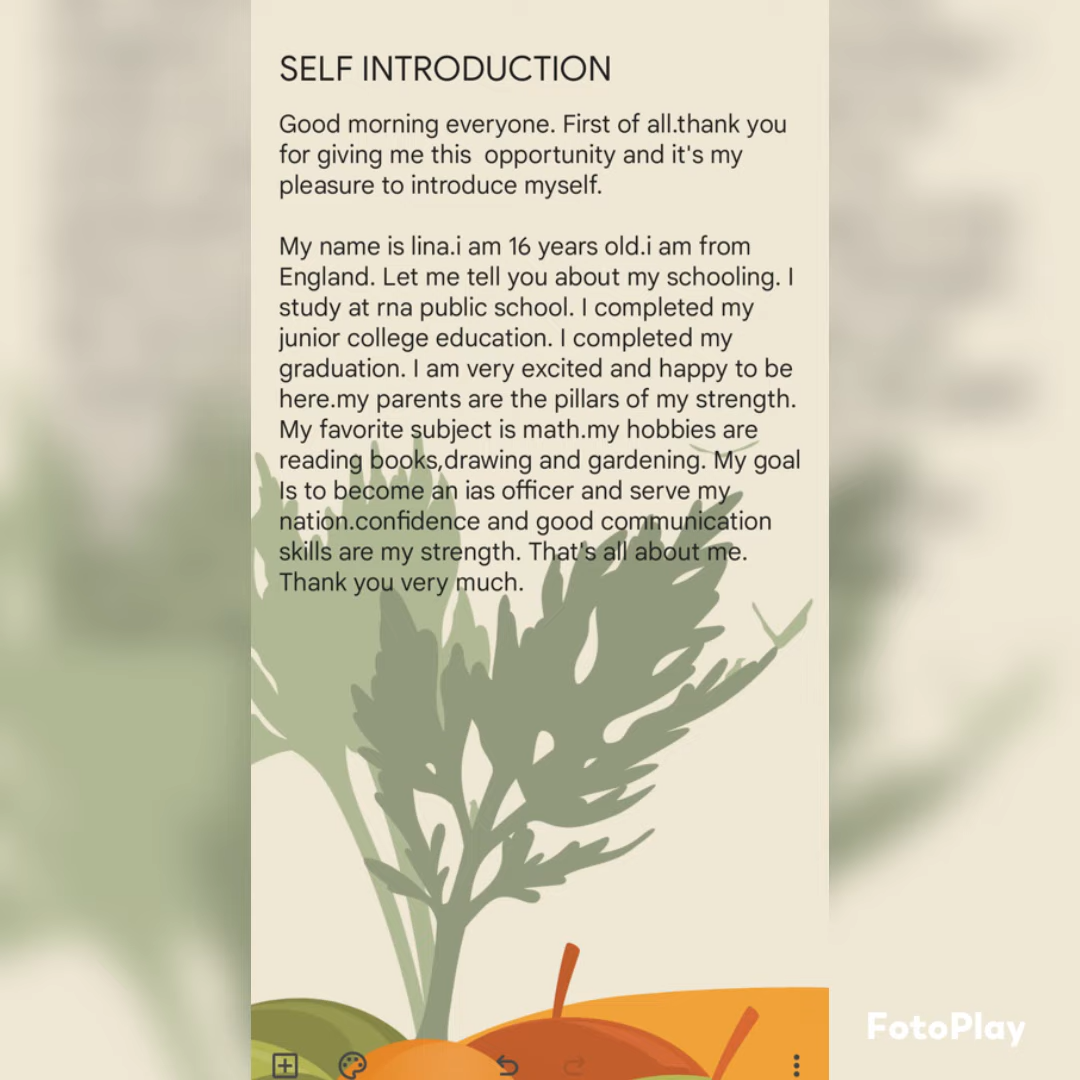 SELF INTRODUCTION
Good morning everyone. First of all.thank you
for giving me this  opportunity and it's my
pleasure to introduce myself.
My name is lina.i am 16 years old.i am from
England. Let me tell you about my schooling. I
study at rna public school. I completed my
junior college education. I completed my
graduation. I am very excited and happy to be
here.my parents are the pillars of my strength.
My favorite subject is math.my hobbies are
reading books,drawing and gardening. My goal
Is to become an ias officer and serve my
nation.confidence and good communication
skills are my strength. That's all about me.
Thank you very much.
FotoPlay